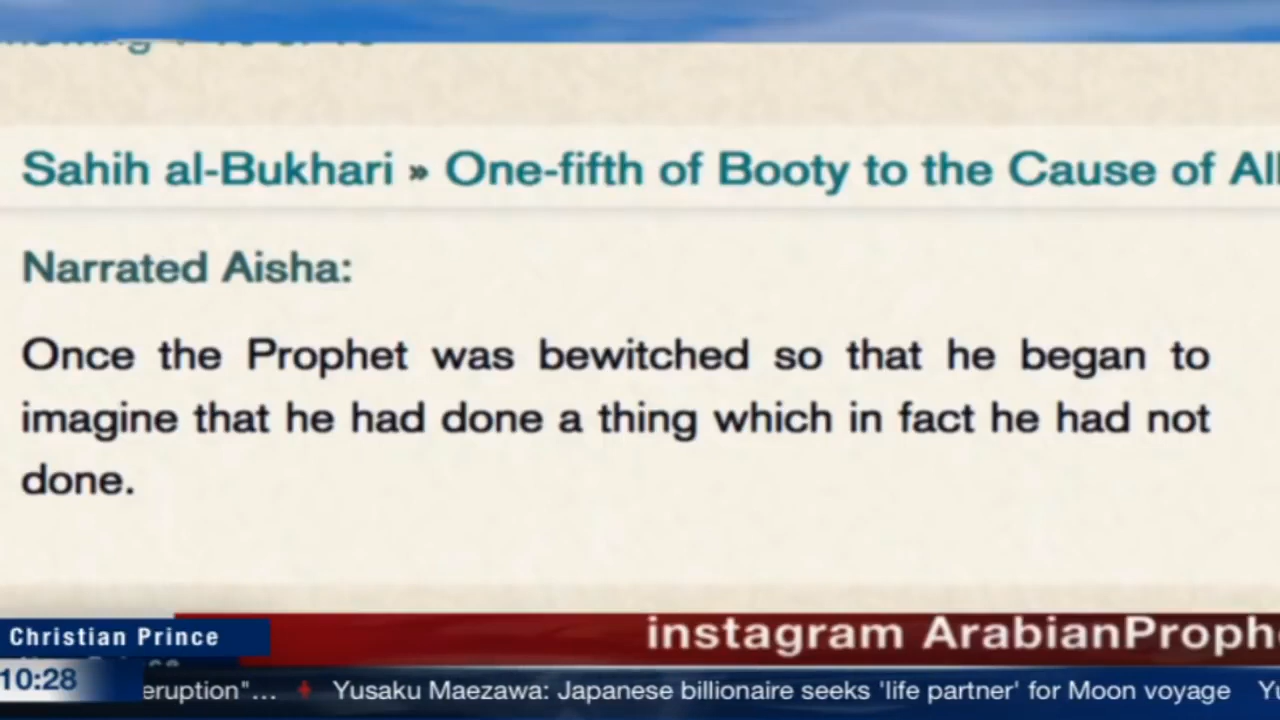 Sahih al-Bukhari » One-fifth of Booty to the Cause of
Narrated Aisha:
Once the Prophet was bewitched so that he began to
imagine that he had done a thing which in fact he had not
done.
instagram ArabianProph
Christian Prince
10:28
eruption"... Yusaku Maezawa: Japanese billionaire seeks 'life partner' for Moon voyage